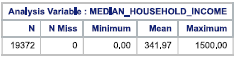 Analysis Variable : MEDIAN_HOUSEHOLD_INCOME
N N Miss Minimum Mean Maximum
19372 0 0,00 341,97 1500,00